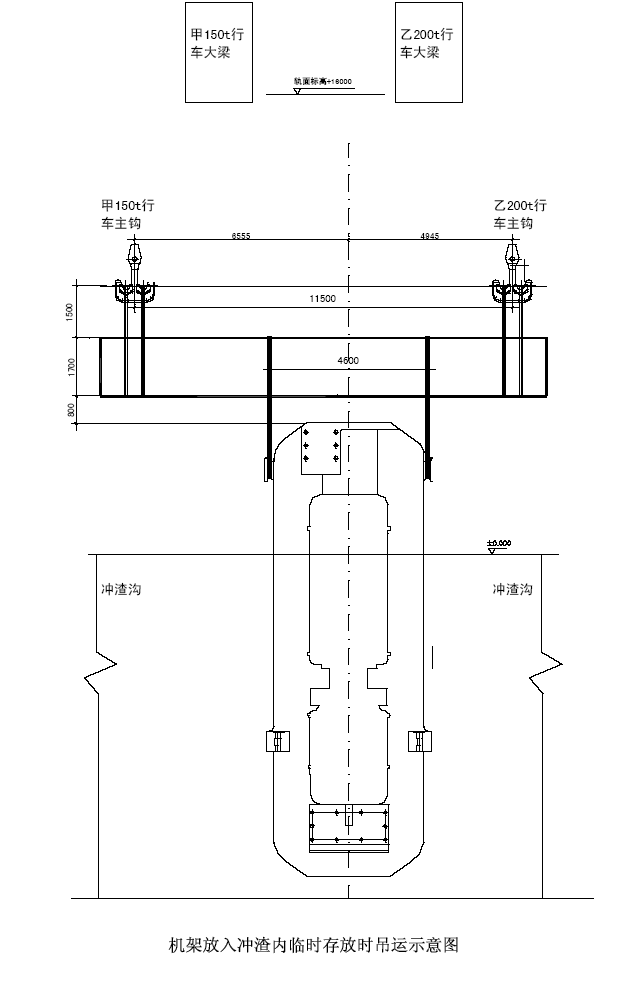 甲150t行
车大梁
乙200t行
车大梁
轨面标高+16000
甲150t行
车主钩
乙200t行
车主钩
6555
4945
11500
1500
4600
1700
800
±0.000
冲渣沟
冲渣沟
机架放入冲渣内临时存放时吊运示意图